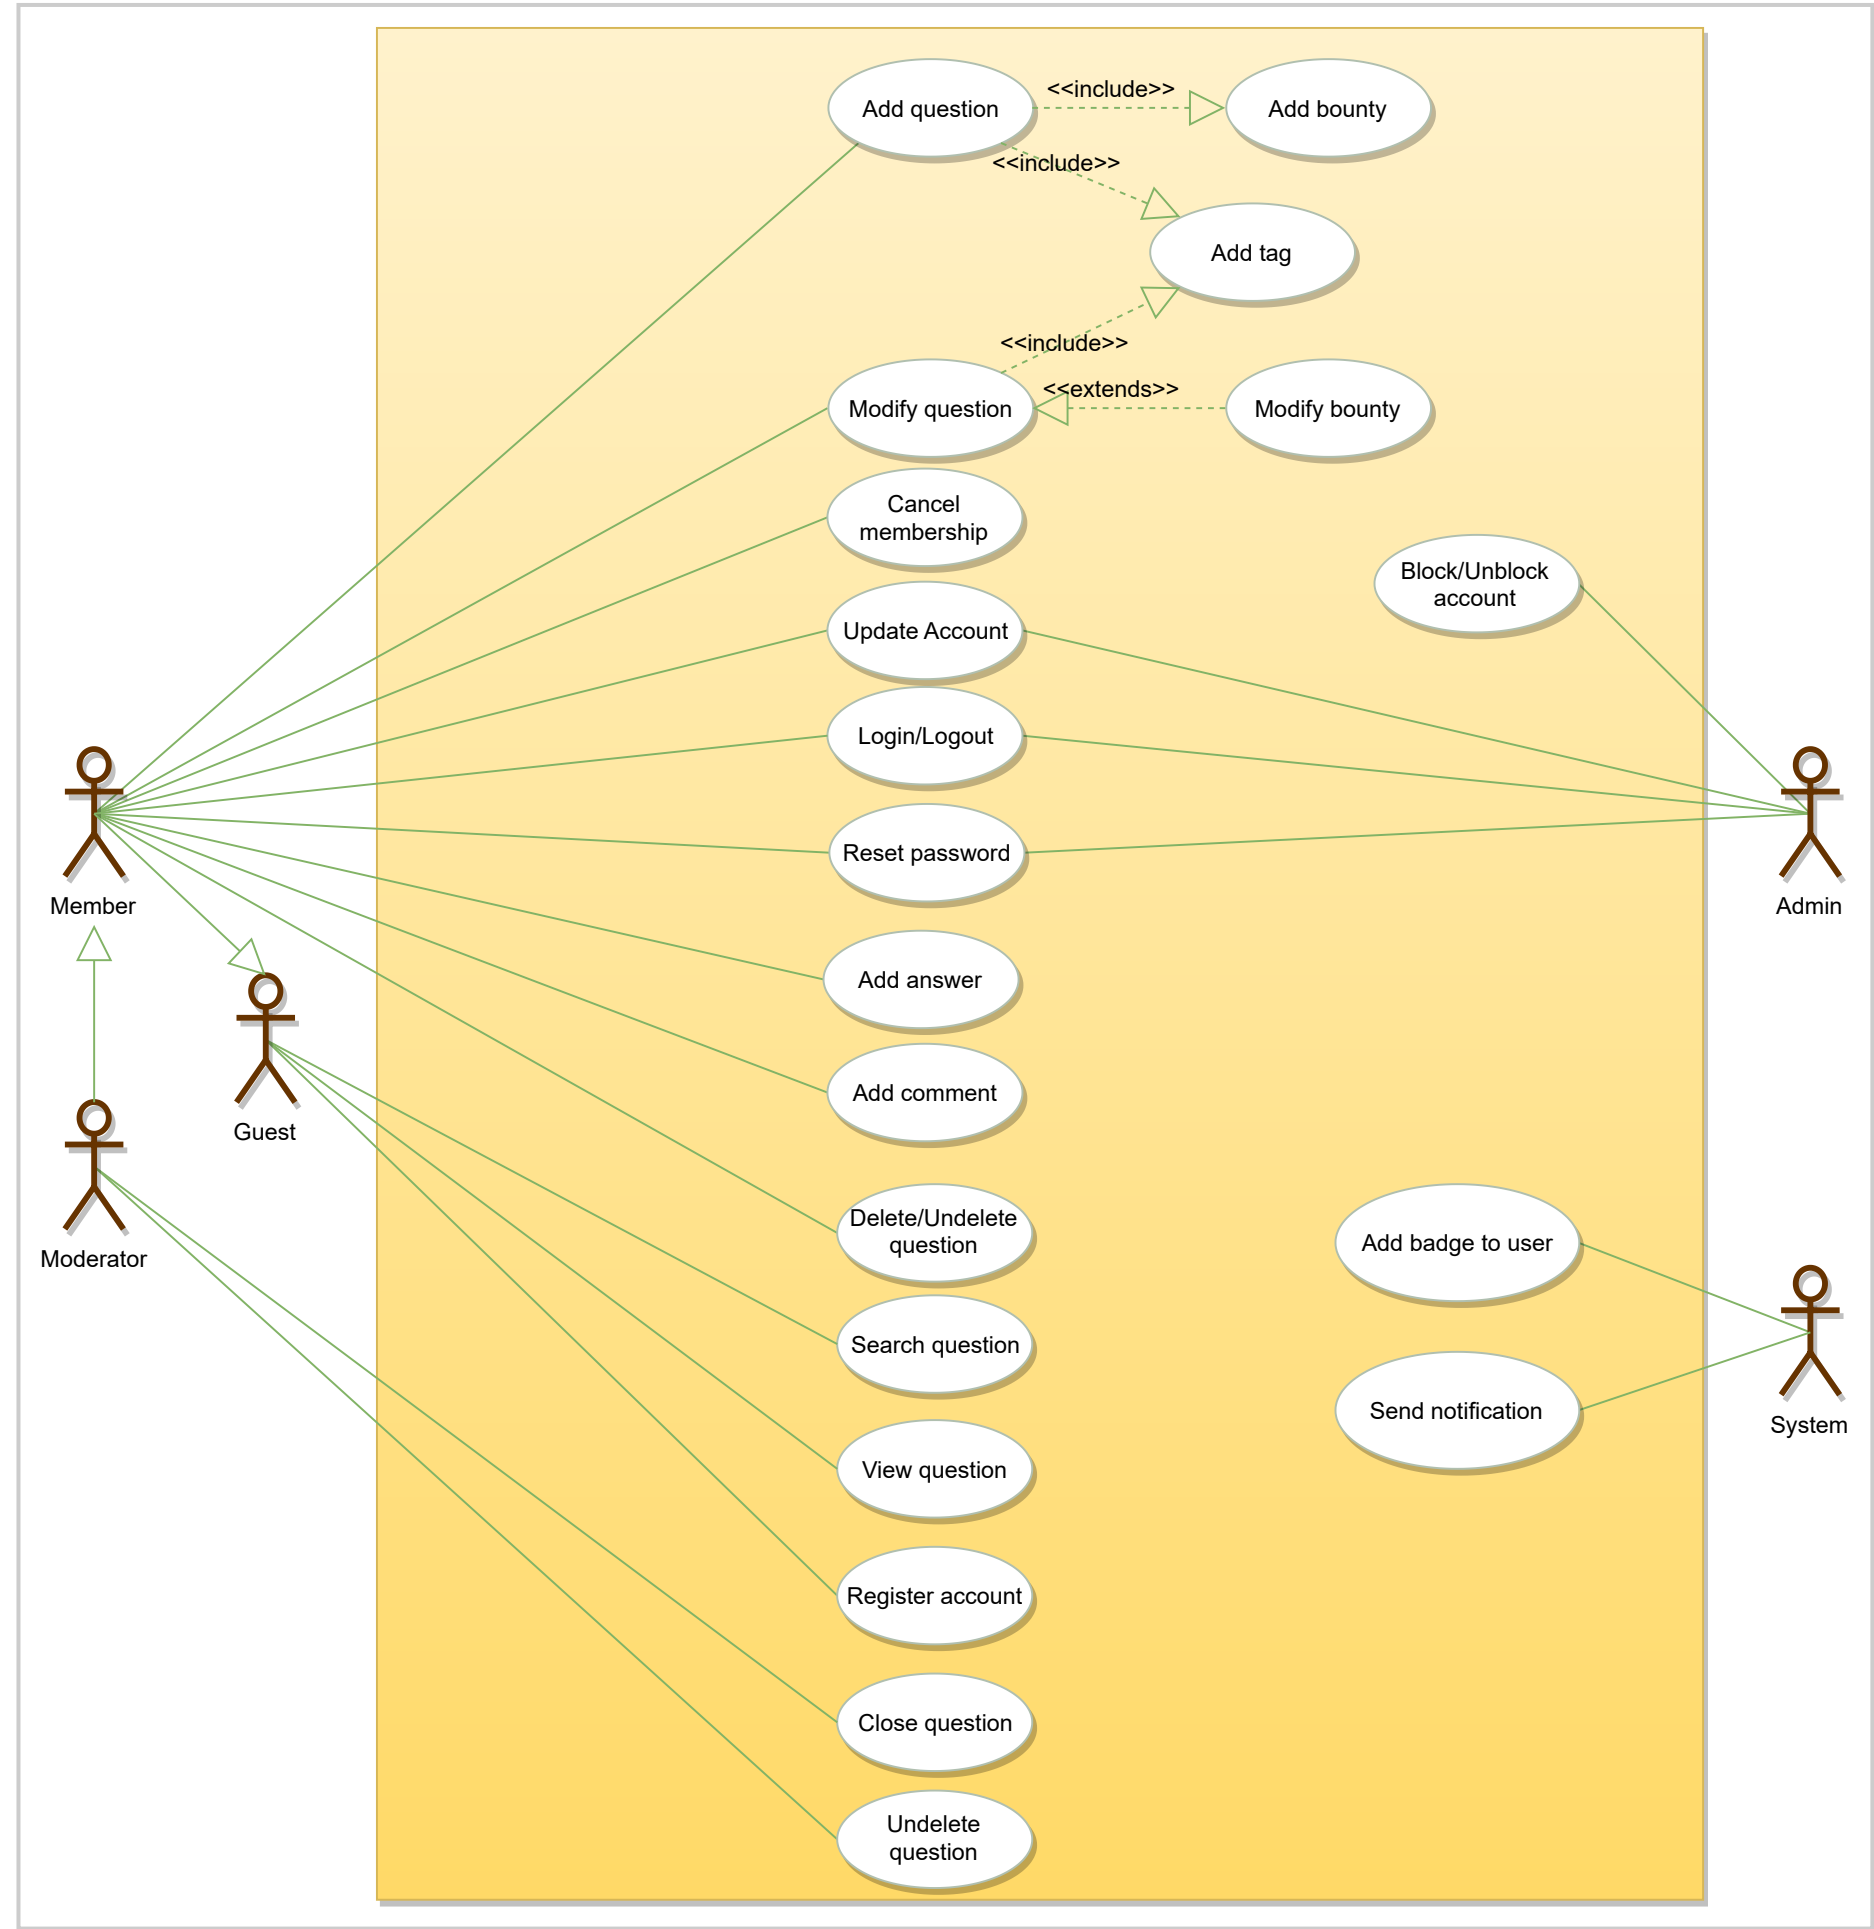 Add question
<<include>>
Add bounty
<<include>>
Add tag
<<include>>
Modify question
<<extends>>
Modify bounty
Cancel
membership
Block/Unblock
account
Update Account
Login/Logout
Reset password
Member
Admin
Add answer
Add comment
Guest
Delete/Undelete
question
Add badge to user
Moderator
Search question
Send notification
System
View question
Register account
Close question
Undelete
question